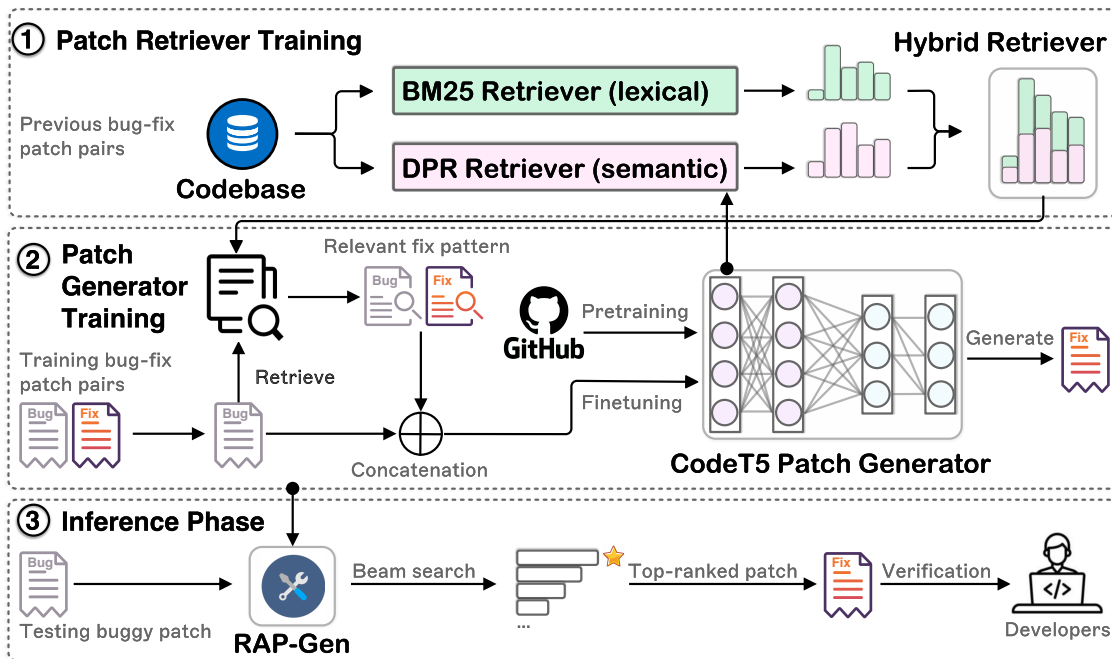 1 Patch Retriever Training
Hybrid Retriever
BM25 Retriever (lexical)
Previous bug-fix
patch pairs
DPR Retriever (semantic)
Codebase
2 Patch
Generator
Training
Relevant fix pattern
Bug Fix
GitHub
Pretraining
Generate
Fix
Training bug-fix
patch pairs
Retrieve
Finetuning
Bug Fix
Bug
Concatenation
CodeT5 Patch Generator
3 Inference Phase
Bug
Beam search
Top-ranked patch
Fix
Verification
</>
...
Testing buggy patch
RAP-Gen
Developers